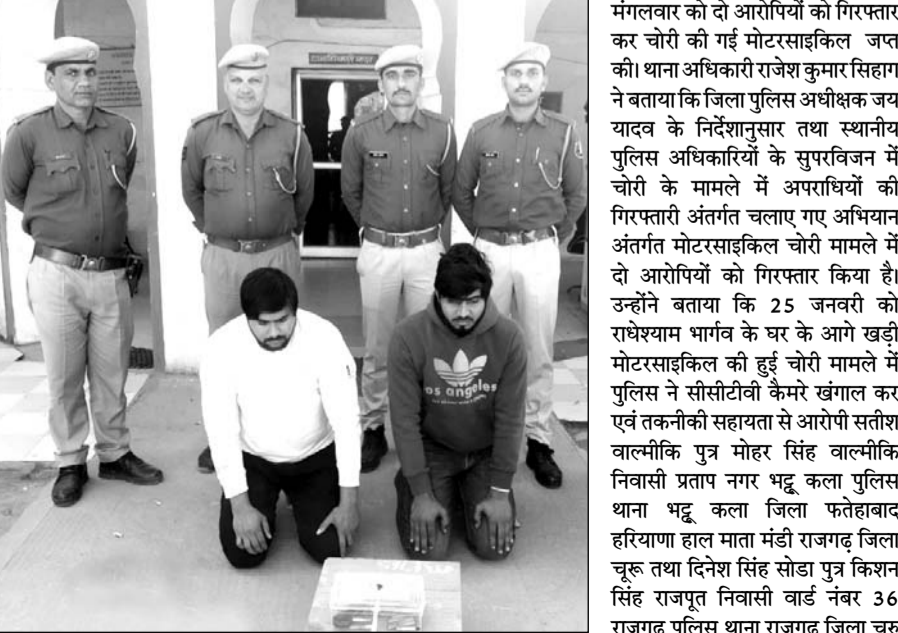 मंगलवार को दो आरोपियों को गिरफ्तार
कर चोरी की गई मोटरसाइकिल जप्त
की। थाना अधिकारी राजेश कुमार सिहाग
ने बताया कि जिला पुलिस अधीक्षक जय
यादव के निर्देशानुसार तथा स्थानीय
पुलिस अधिकारियों के सुपरविजन में
चोरी के मामले में अपराधियों की
गिरफ्तारी अंतर्गत चलाए गए अभियान
अंतर्गत मोटरसाइकिल चोरी मामले में
दो आरोपियों को गिरफ्तार किया है।
उन्होंने बताया कि 25 जनवरी को
राधेश्याम भार्गव के घर के आगे खड़ी
मोटरसाइकिल की हुई चोरी मामले में
पुलिस ने सीसीटीवी कैमरे खंगाल कर
एवं तकनीकी सहायता से आरोपी सतीश
वाल्मीकि पुत्र मोहर सिंह वाल्मीकि
निवासी प्रताप नगर भट्टू कला पुलिस
थाना भट्टू कला जिला फतेहाबाद
हरियाणा हाल माता मंडी राजगढ़ जिला
चूरू तथा दिनेश सिंह सोडा पुत्र किशन
सिंह राजपूत निवासी वार्ड नंबर 36
राजगढ़ पुलिस थाना राजगढ़ जिला चूरू
los angeles